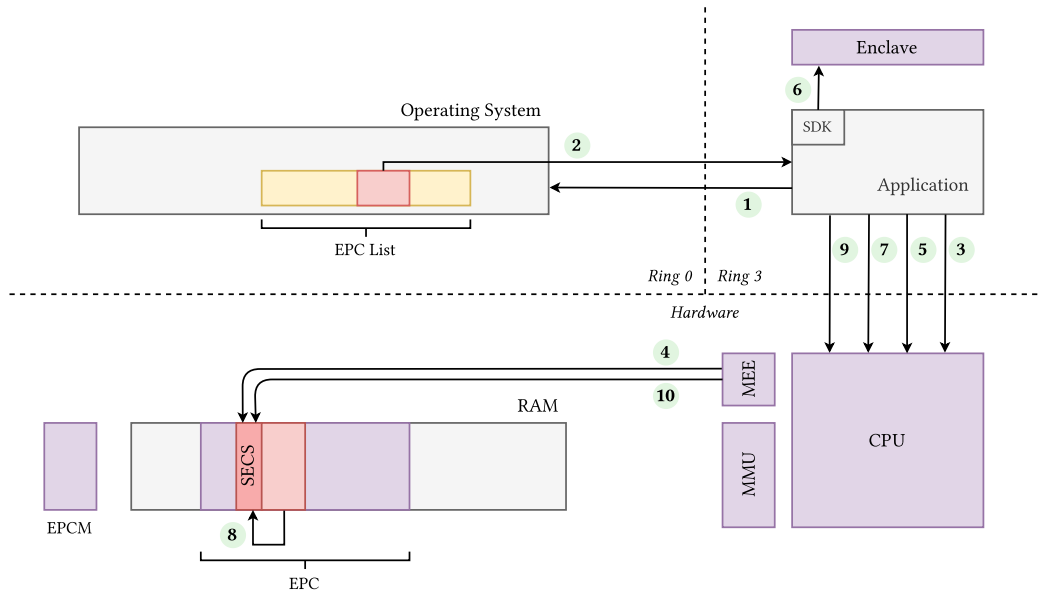 Enclave
6
Operating System
SDK
2
Application
1
EPC List
9
7
5
3
Ring 0
Ring 3
Hardware
4
MEE
10
RAM
SECS
CPU
MMU
EPCM
8
EPC